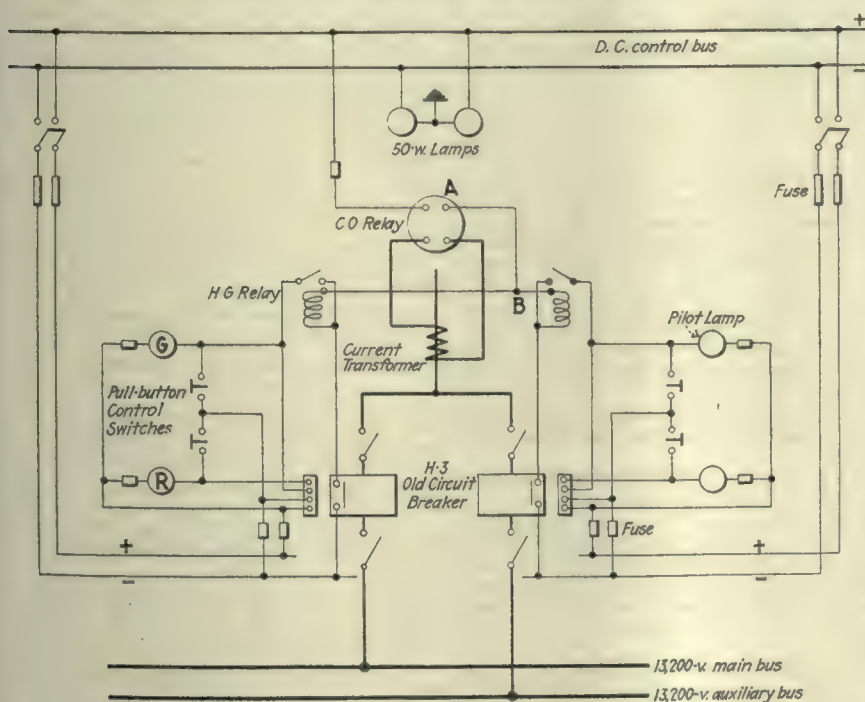 +
D. C. control bus
−
50-w. Lamps
A
Fuse
C O Relay
H G Relay
B
Pilot Lamp
G
Current
Transformer
Pull-button
Control
Switches
H-3
Old Circuit
Breaker
R
Fuse
+
+
−
−
13,200-v. main bus
13,200-v. auxiliary bus